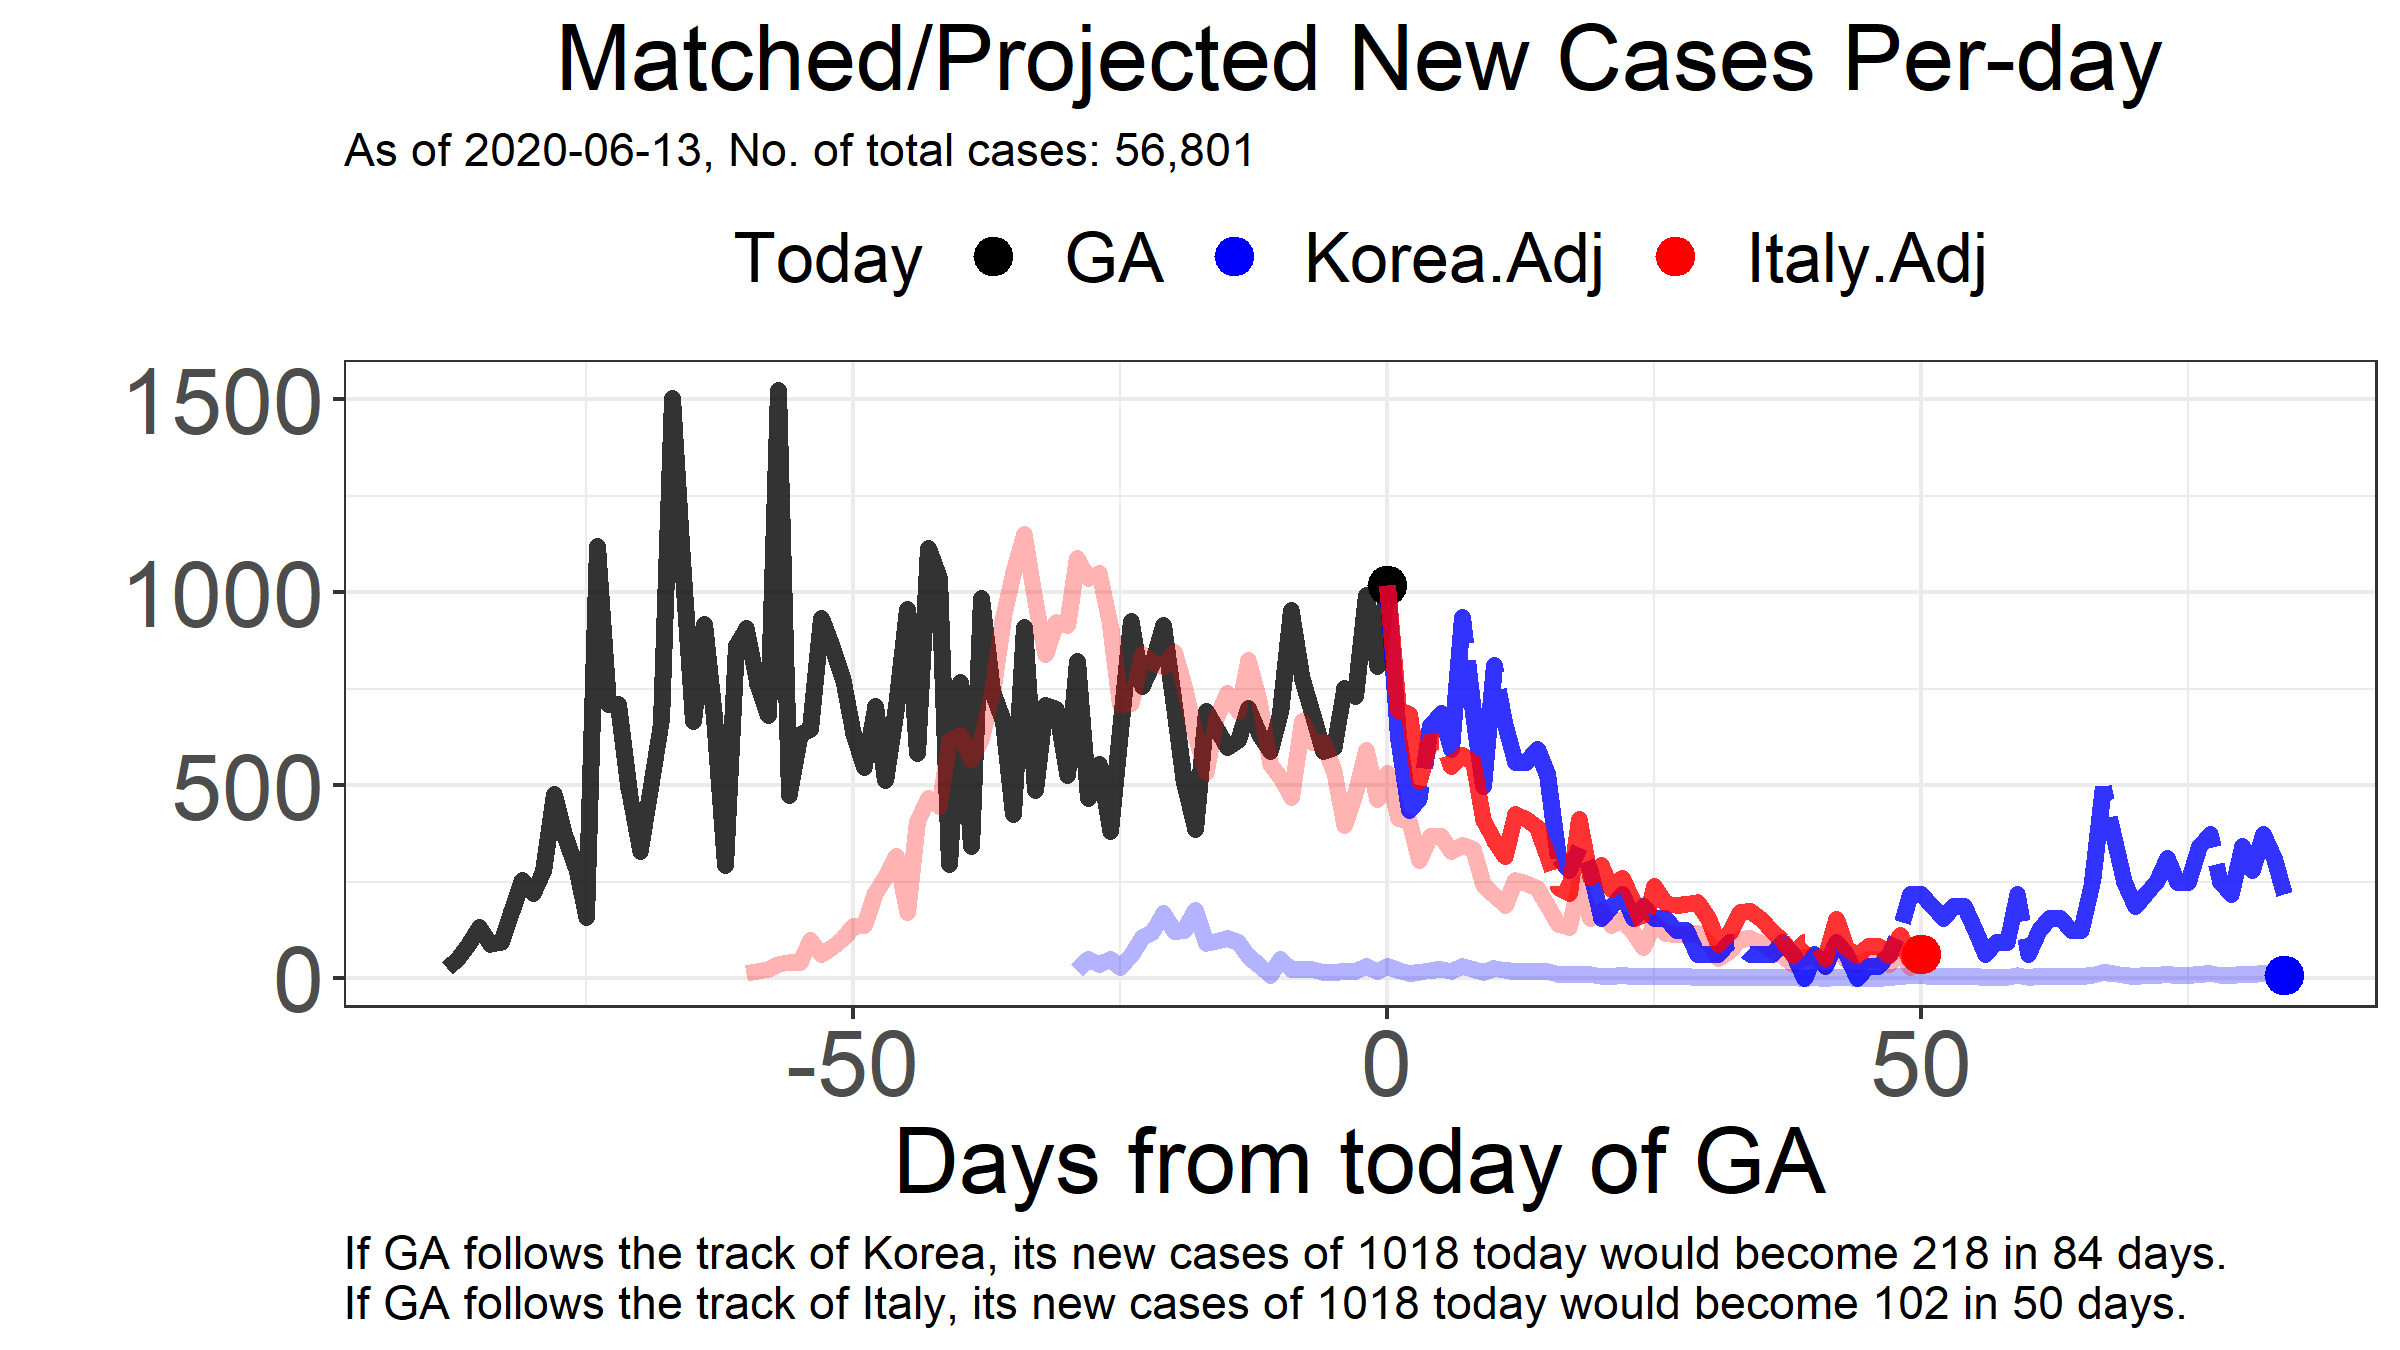 Matched/Projected New Cases Per-day
As of 2020-06-13, No. of total cases: 56,801
Today GA Korea.Adj Italy.Adj
1500
1000
500
0
-50 0 50
Days from today of GA
If GA follows the track of Korea, its new cases of 1018 today would become 218 in 84 days.
If GA follows the track of Italy, its new cases of 1018 today would become 102 in 50 days.